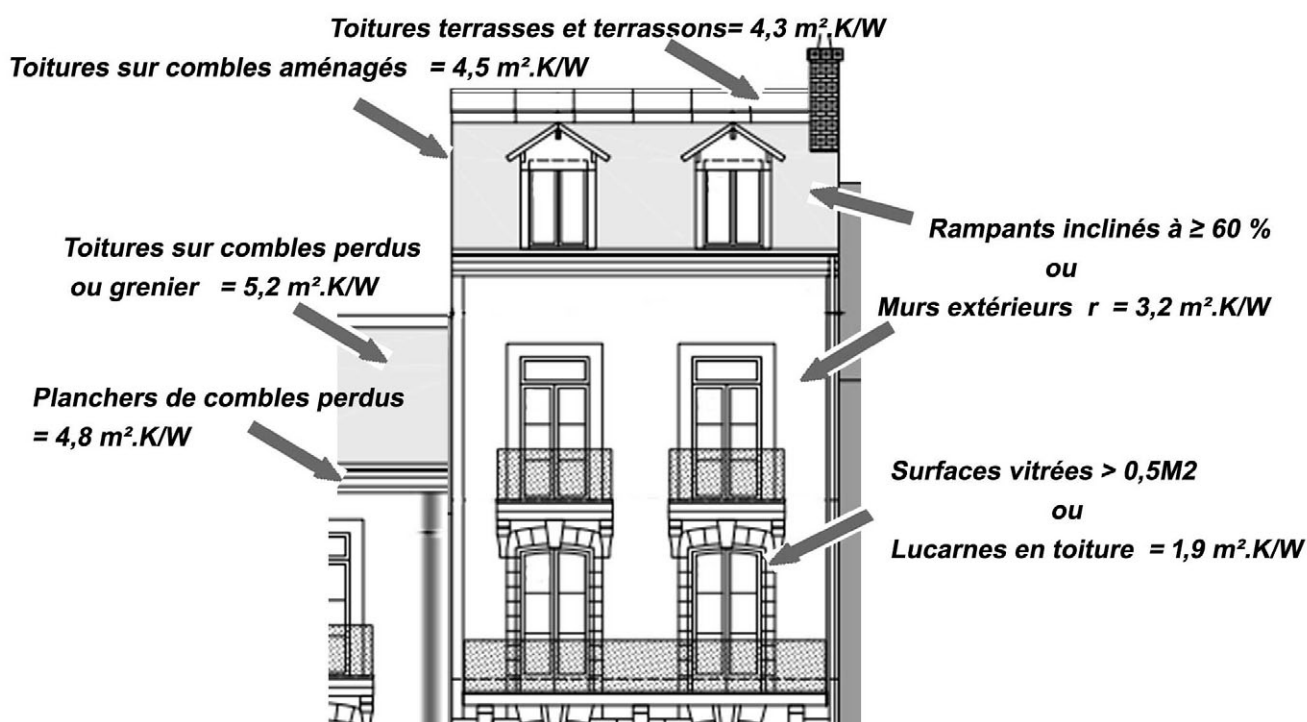 Toitures terrasses et terrassons= 4,3 m².K/W
Toitures sur combles aménagés = 4,5 m².K/W
Rampants inclinés à ≥ 60 %
ou
Murs extérieurs r = 3,2 m².K/W
Toitures sur combles perdus
ou grenier = 5,2 m².K/W
Planchers de combles perdus
= 4,8 m².K/W
Surfaces vitrées > 0,5M2
ou
Lucarnes en toiture = 1,9 m².K/W